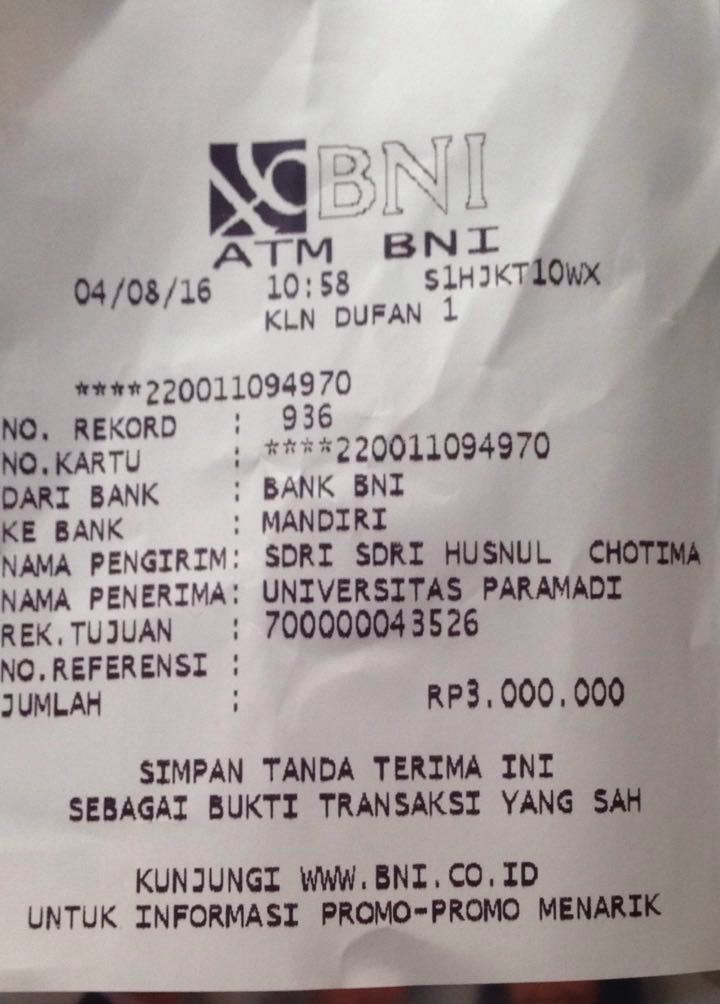 BNI
ATM BNI
04/08/16 10:58 S1HJKT10WX
KLN DUFAN 1
****220011094970
NO. REKORD : 936
NO.KARTU : ****220011094970
DARI BANK : BANK BNI
KE BANK : MANDIRI
NAMA PENGIRIM: SDRI SDRI HUSNUL CHOTIMA
NAMA PENERIMA: UNIVERSITAS PARAMADI
REK.TUJUAN : 700000043526
NO.REFERENSI :
JUMLAH : RP3.000.000
SIMPAN TANDA TERIMA INI
SEBAGAI BUKTI TRANSAKSI YANG SAH
KUNJUNGI WWW.BNI.CO.ID
UNTUK INFORMASI PROMO-PROMO MENARIK